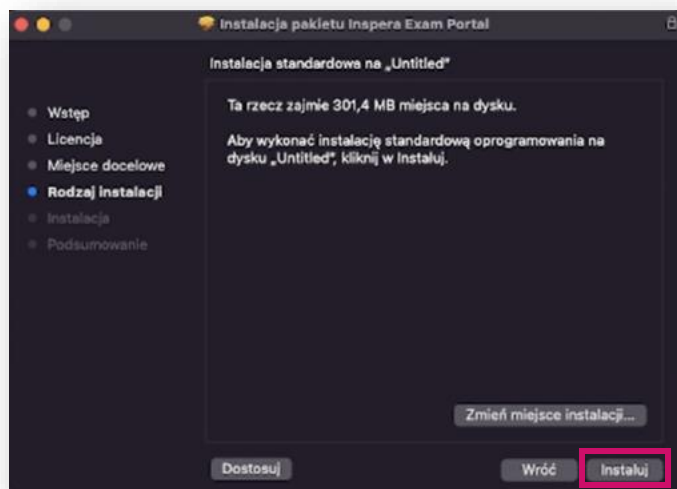 Instalacja pakietu Inspera Exam Portal
Instalacja standardowa na „Untitled”
Wstęp
Licencja
Miejsce docelowe
Rodzaj instalacji
Instalacja
Podsumowanie
Ta rzecz zajmie 301,4 MB miejsca na dysku.
Aby wykonać instalację standardową oprogramowania na
dysku „Untitled”, kliknij w Instaluj.
Zmień miejsce instalacji...
Dostosuj
Wróć
Instaluj